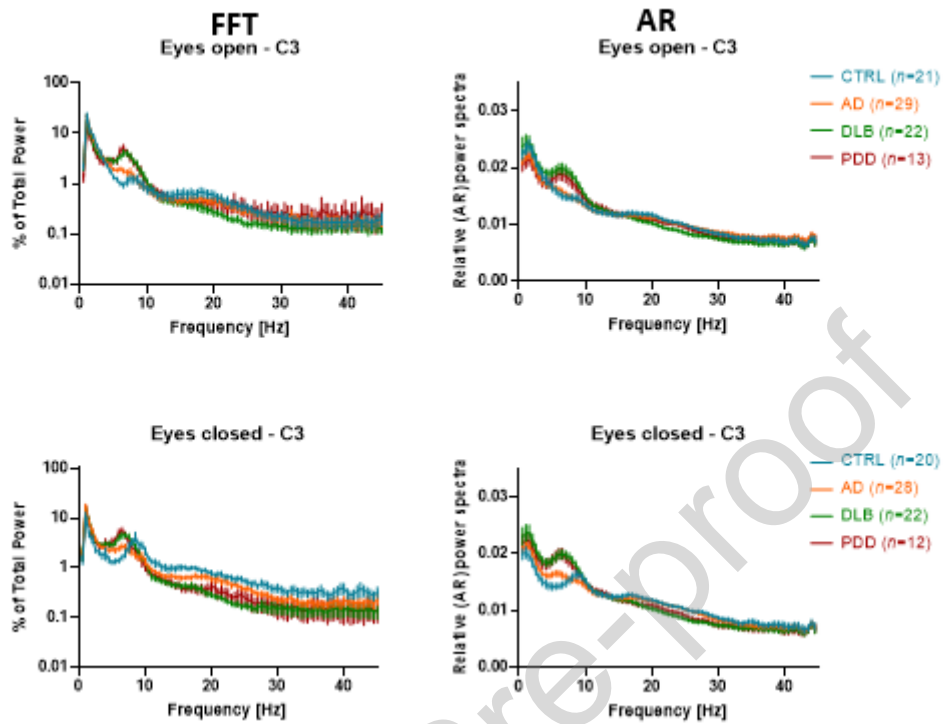 FFT
Eyes open - C3
% of Total Power
100
10
1
0.1
0.01
0 10 20 30 40
Frequency [Hz]
AR
Eyes open - C3
Relative (AR) power spectra
0.03
0.02
0.01
0.00
0 10 20 30 40
Frequency [Hz]
CTRL (n=21)
AD (n=29)
DLB (n=22)
PDD (n=13)
Eyes closed - C3
% of Total Power
100
10
1
0.1
0.01
0 10 20 30 40
Frequency [Hz]
Eyes closed - C3
Relative (AR) power spectra
0.03
0.02
0.01
0.00
0 10 20 30 40
Frequency [Hz]
CTRL (n=20)
AD (n=28)
DLB (n=22)
PDD (n=12)
re-proof